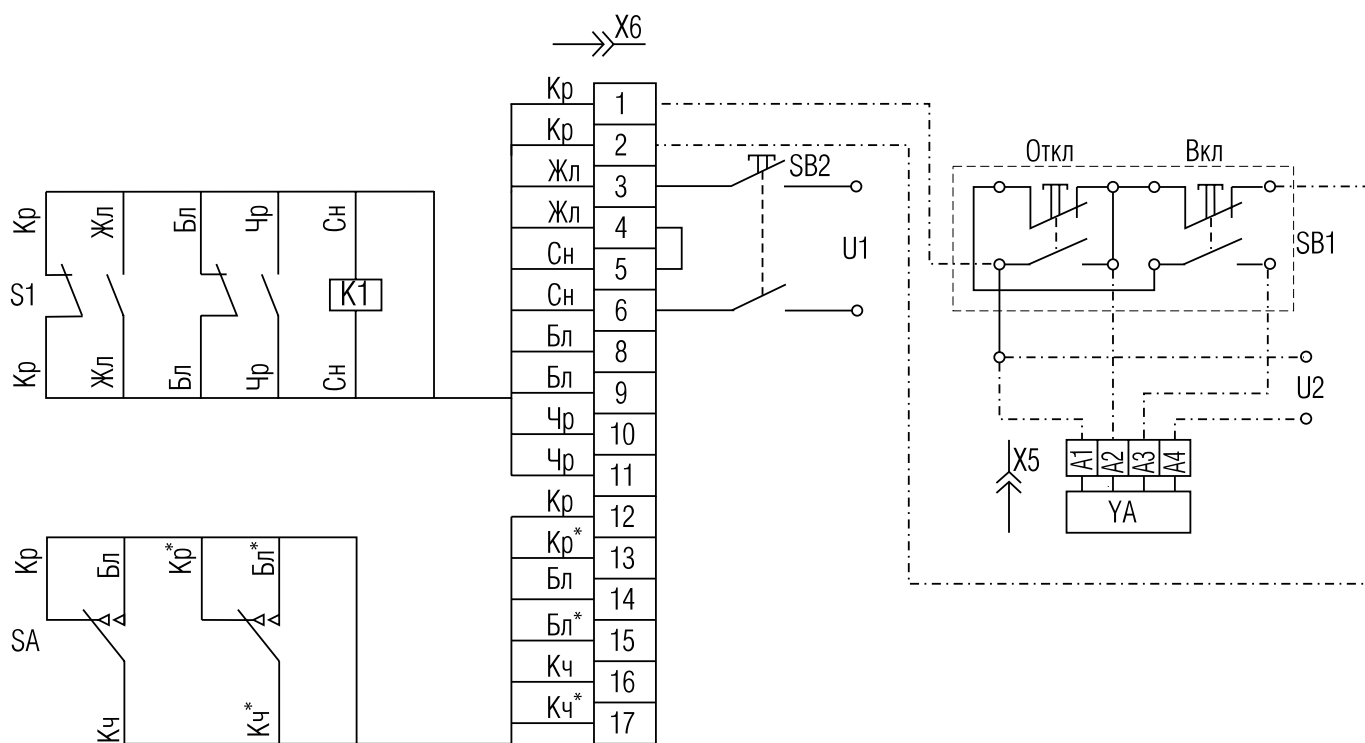 X6
Кр 1
Кр 2
Жл 3
Жл 4
Сн 5
Сн 6
Бл 8
Бл 9
Чр 10
Чр 11
Кр 12
Кр* 13
Бл 14
Бл* 15
Кч 16
Кч* 17
Кр Жл Бл Чр Сн
S1 K1
Кр Жл Бл Чр Сн
Кр Бл Кр* Бл*
SA
Кч Кч*
SB2
U1
Откл Вкл
SB1
U2
X5
A1 A2 A3 A4
YA